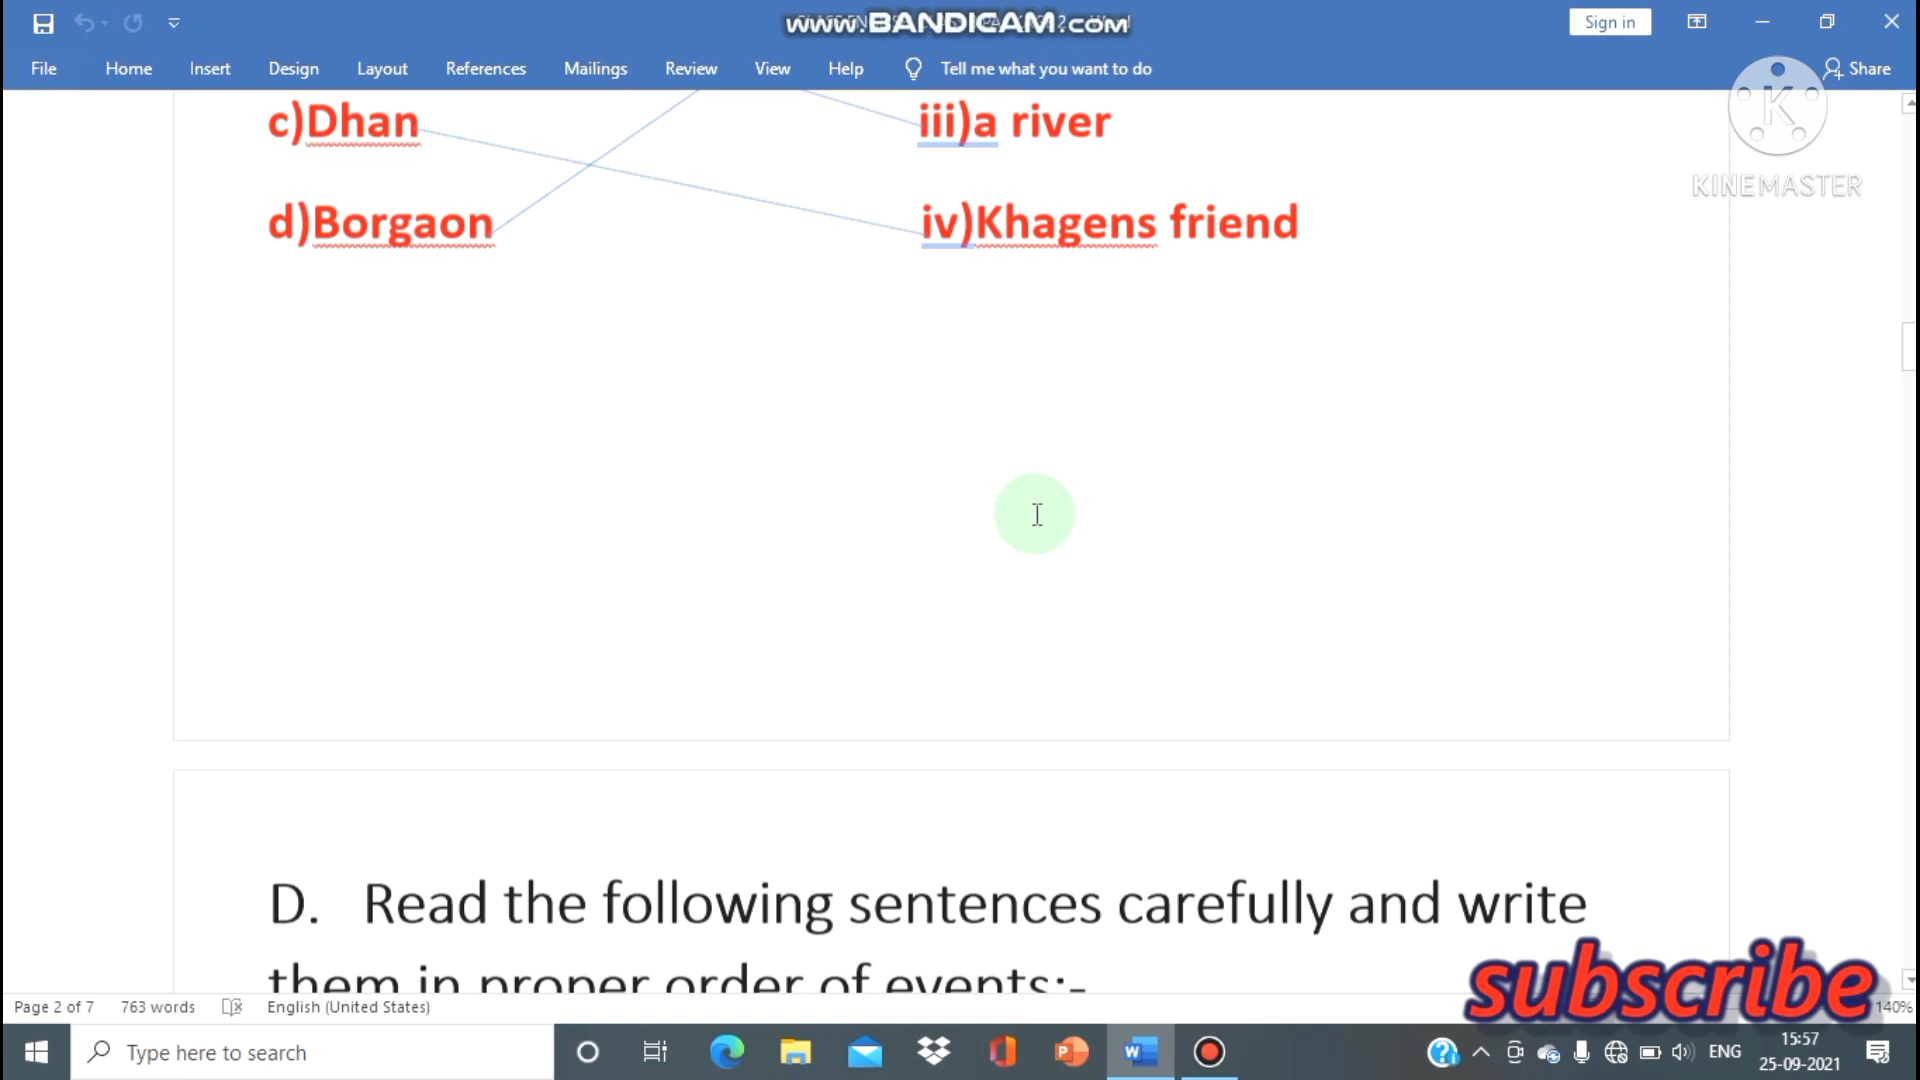 www.BANDICAM.com
Sign in
File Home Insert Design Layout References Mailings Review View Help Tell me what you want to do Share
K
KINEMASTER
c)Dhan iii)a river
d)Borgaon iv)Khagens friend
D. Read the following sentences carefully and write
them in proper order of events:-
subscribe
Page 2 of 7 763 words English (United States) 140%
Type here to search
ENG
15:57
25-09-2021